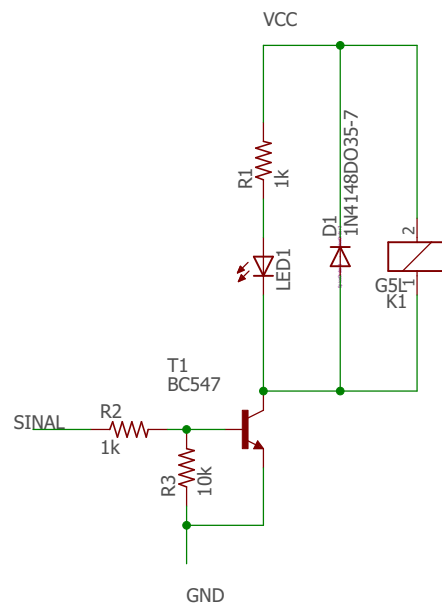 VCC
R1
1k
LED1
D1
1N4148DO35-7
2
1
G5L
K1
T1
BC547
SINAL
R2
1k
R3
10k
GND